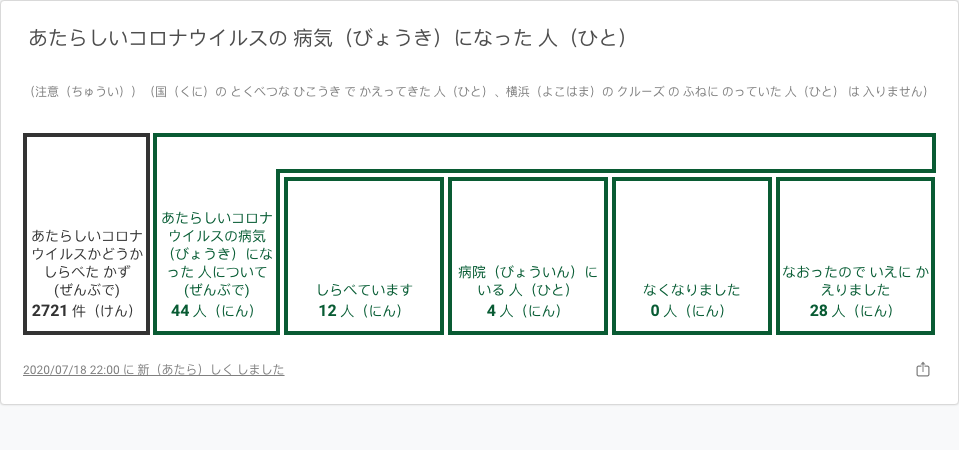 あたらしいコロナウイルスの 病気（びょうき）になった 人（ひと）
（注意（ちゅうい））（国（くに）の とくべつな ひこうき で かえってきた 人（ひと）、横浜（よこはま）の クルーズ の ふねに のっていた 人（ひと） は 入りません）
あたらしいコロナ
ウイルスかどうか
しらべた かず
(ぜんぶで)
2721 件（けん）
あたらしいコロナ
ウイルスの病気
（びょうき）にな
った 人について
(ぜんぶで)
44 人（にん）
しらべています
12 人（にん）
病院（びょういん）に
いる 人（ひと）
4 人（にん）
なくなりました
0 人（にん）
なおったので いえに か
えりました
28 人（にん）
2020/07/18 22:00 に 新（あたら）しく しました